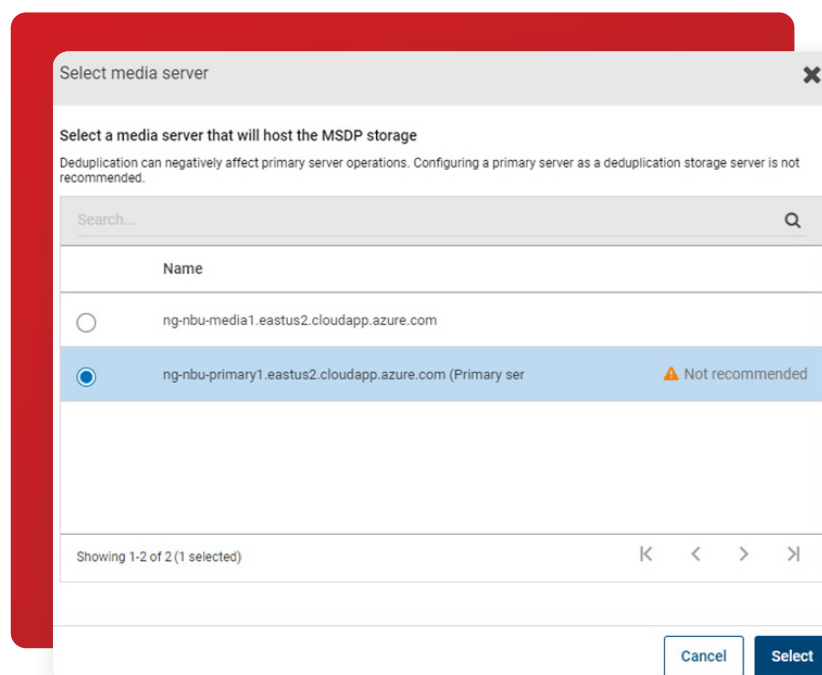 Select media server
Select a media server that will host the MSDP storage
Deduplication can negatively affect primary server operations. Configuring a primary server as a deduplication storage server is not
recommended.
Search...
Name
ng-nbu-media1.eastus2.cloudapp.azure.com
ng-nbu-primary1.eastus2.cloudapp.azure.com (Primary ser Not recommended
Showing 1-2 of 2 (1 selected)
Cancel Select